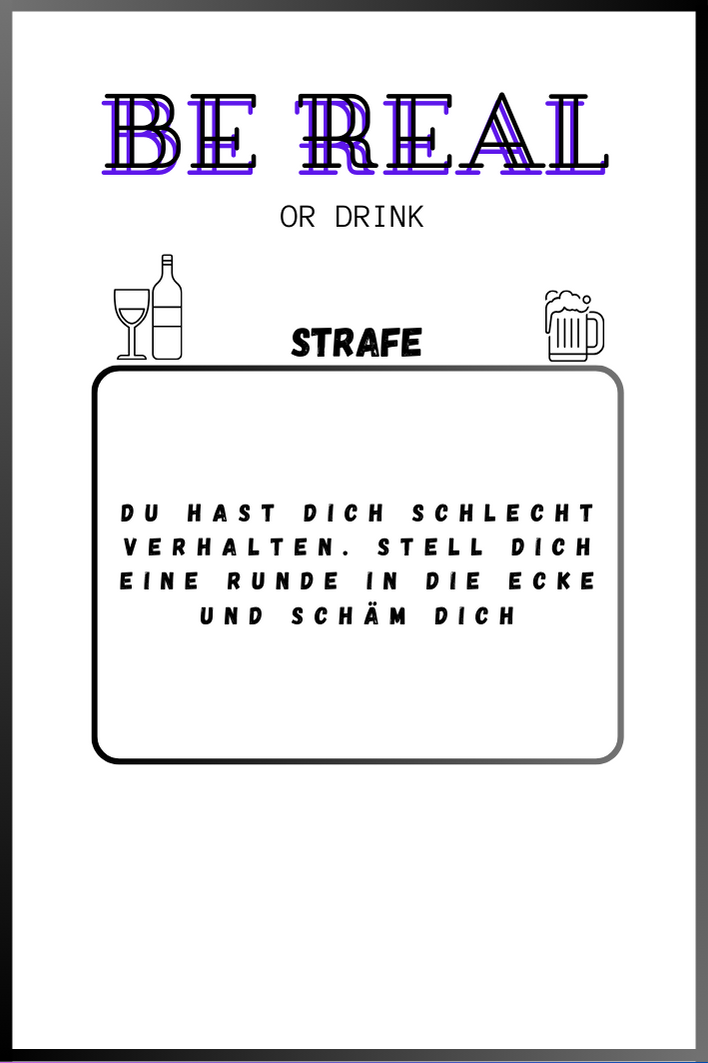 BE REAL
OR DRINK
STRAFE
DU HAST DICH SCHLECHT
VERHALTEN. STELL DICH
EINE RUNDE IN DIE ECKE
UND SCHÄM DICH